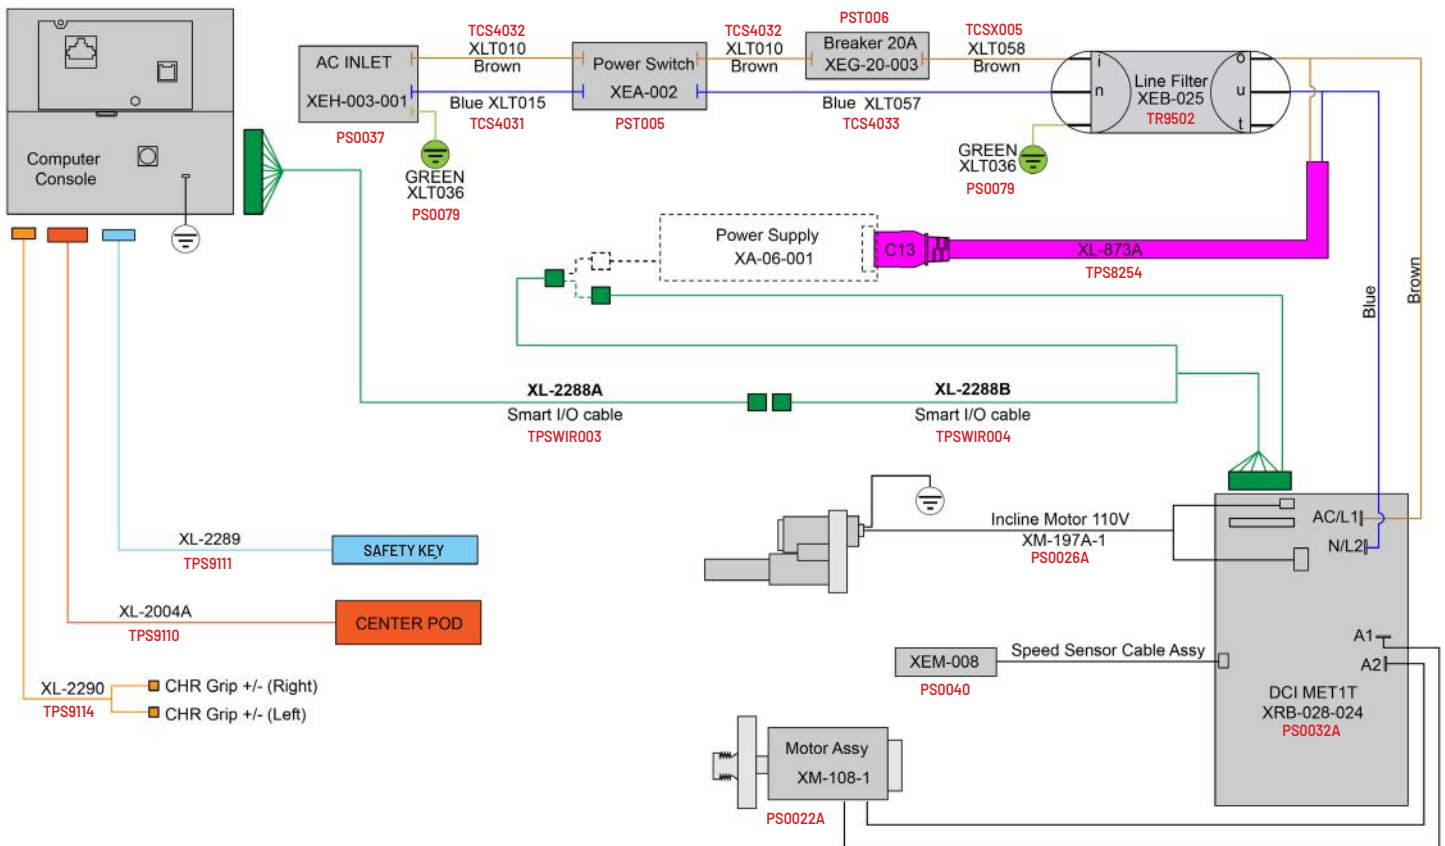 PST006
TCS4032
XLT010
Brown
TCS4032
XLT010
Brown
TCSX005
XLT058
Brown
AC INLET
XEH-003-001
PS0037
Power Switch
XEA-002
PST005
Breaker 20A
XEG-20-003
Line Filter
XEB-025
TR9502
i
n
o
u
t
Blue XLT015
TCS4031
Blue XLT057
TCS4033
GREEN
XLT036
PS0079
GREEN
XLT036
PS0079
Computer
Console
Power Supply
XA-06-001
C13
XL-873A
TPS8254
Blue
Brown
XL-2288A
Smart I/O cable
TPSWIR003
XL-2288B
Smart I/O cable
TPSWIR004
Incline Motor 110V
XM-197A-1
PS0026A
AC/L1
N/L2
XL-2289
TPS9111
SAFETY KEY
XL-2004A
TPS9110
CENTER POD
XL-2290
TPS9114
CHR Grip +/- (Right)
CHR Grip +/- (Left)
XEM-008
PS0040
Speed Sensor Cable Assy
A1
A2
DCI MET1T
XRB-028-024
PS0032A
Motor Assy
XM-108-1
PS0022A